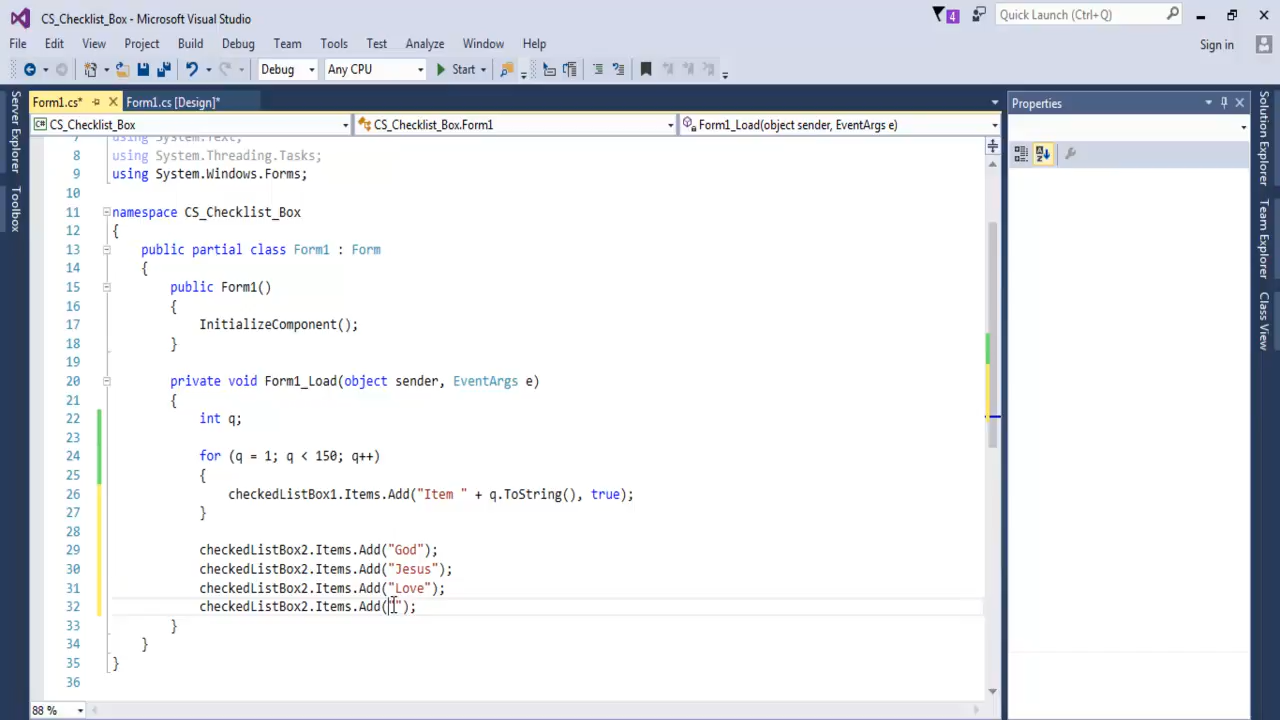 CS_Checklist_Box - Microsoft Visual Studio
4
Quick Launch (Ctrl+Q)
File Edit View Project Build Debug Team Tools Test Analyze Window Help
Sign in
Debug Any CPU Start
Form1.cs* Form1.cs [Design]*
Properties
CS_Checklist_Box CS_Checklist_Box.Form1 Form1_Load(object sender, EventArgs e)
Server Explorer
Toolbox
Solution Explorer
Team Explorer
Class View
7 using System.Text;
8 using System.Threading.Tasks;
9 using System.Windows.Forms;
10
11 namespace CS_Checklist_Box
12 {
13 public partial class Form1 : Form
14 {
15 public Form1()
16 {
17 InitializeComponent();
18 }
19
20 private void Form1_Load(object sender, EventArgs e)
21 {
22 int q;
23
24 for (q = 1; q < 150; q++)
25 {
26 checkedListBox1.Items.Add("Item " + q.ToString(), true);
27 }
28
29 checkedListBox2.Items.Add("God");
30 checkedListBox2.Items.Add("Jesus");
31 checkedListBox2.Items.Add("Love");
32 checkedListBox2.Items.Add("");
33 }
34 }
35 }
36
88 %